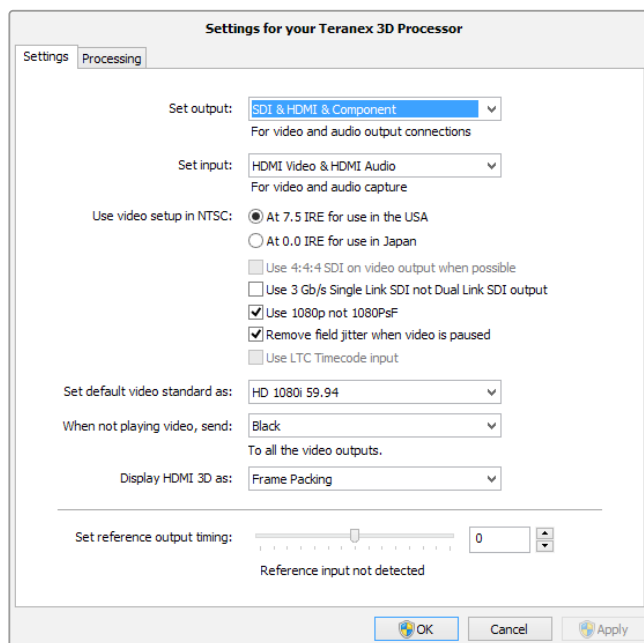 Settings for your Teranex 3D Processor
Settings Processing
Set output: SDI & HDMI & Component
For video and audio output connections
Set input: HDMI Video & HDMI Audio
For video and audio capture
Use video setup in NTSC: At 7.5 IRE for use in the USA
At 0.0 IRE for use in Japan
Use 4:4:4 SDI on video output when possible
Use 3 Gb/s Single Link SDI not Dual Link SDI output
Use 1080p not 1080PsF
Remove field jitter when video is paused
Use LTC Timecode input
Set default video standard as: HD 1080i 59.94
When not playing video, send: Black
To all the video outputs.
Display HDMI 3D as: Frame Packing
Set reference output timing: 0
Reference input not detected
OK Cancel Apply